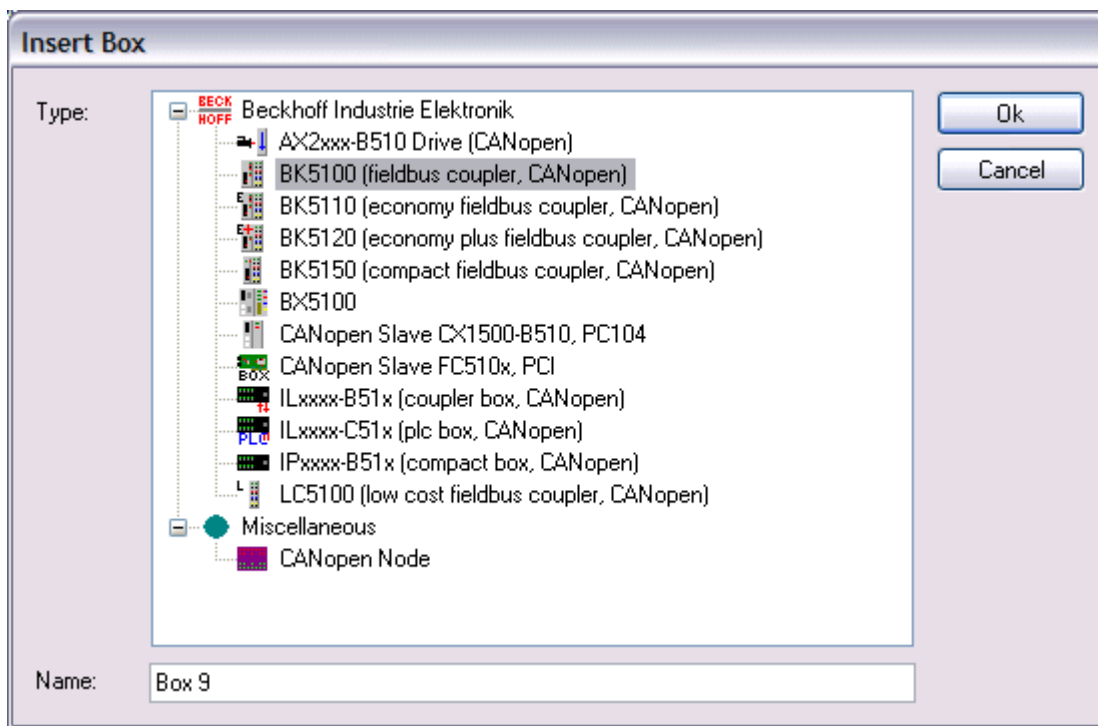 Insert Box
Type:
BECK
HOFF
Beckhoff Industrie Elektronik
AX2xxx-B510 Drive (CANopen)
BK5100 (fieldbus coupler, CANopen)
E
BK5110 (economy fieldbus coupler, CANopen)
E+
BK5120 (economy plus fieldbus coupler, CANopen)
BK5150 (compact fieldbus coupler, CANopen)
BX5100
CANopen Slave CX1500-B510, PC104
BOX
CANopen Slave FC510x, PCI
ILxxxx-B51x (coupler box, CANopen)
PLC
ILxxxx-C51x (plc box, CANopen)
IPxxxx-B51x (compact box, CANopen)
L
LC5100 (low cost fieldbus coupler, CANopen)
Miscellaneous
CANopen Node
Ok
Cancel
Name:
Box 9